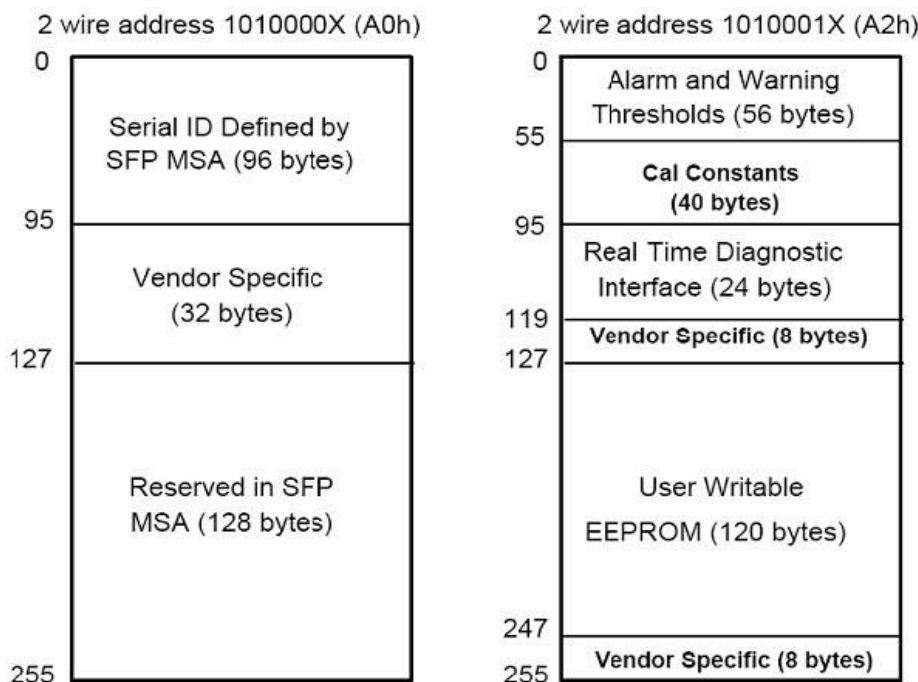 2 wire address 1010000X (A0h)
0
Serial ID Defined by
SFP MSA (96 bytes)
95
Vendor Specific
(32 bytes)
127
Reserved in SFP
MSA (128 bytes)
255
2 wire address 1010001X (A2h)
0
Alarm and Warning
Thresholds (56 bytes)
55
Cal Constants
(40 bytes)
95
Real Time Diagnostic
Interface (24 bytes)
119
Vendor Specific (8 bytes)
127
User Writable
EEPROM (120 bytes)
247
Vendor Specific (8 bytes)
255